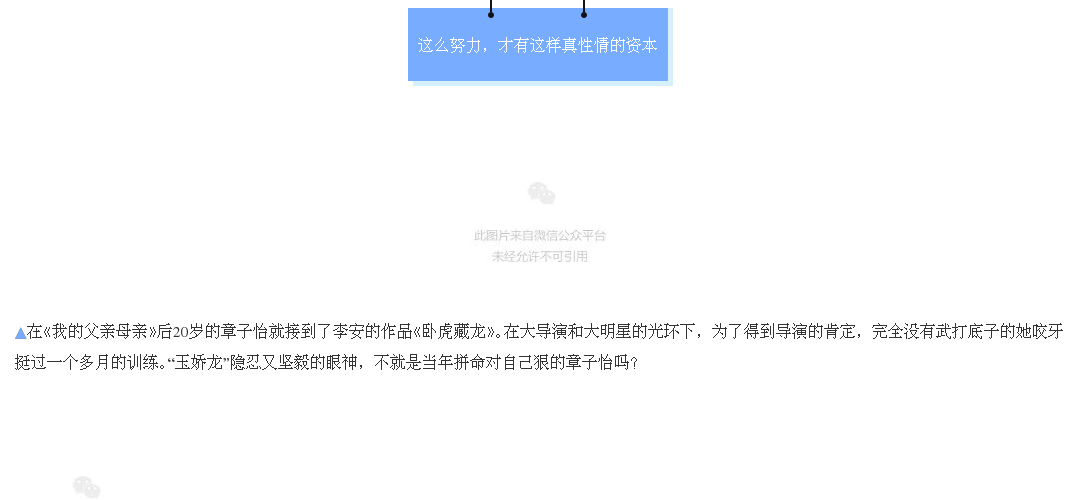 这么努力，才有这样真性情的资本
此图片来自微信公众平台
未经允许不可引用
▲在《我的父亲母亲》后20岁的章子怡就接到了李安的作品《卧虎藏龙》。在大导演和大明星的光环下，为了得到导演的肯定，完全没有武打底子的她咬牙
挺过一个多月的训练。“玉娇龙”隐忍又坚毅的眼神，不就是当年拼命对自己狠的章子怡吗？